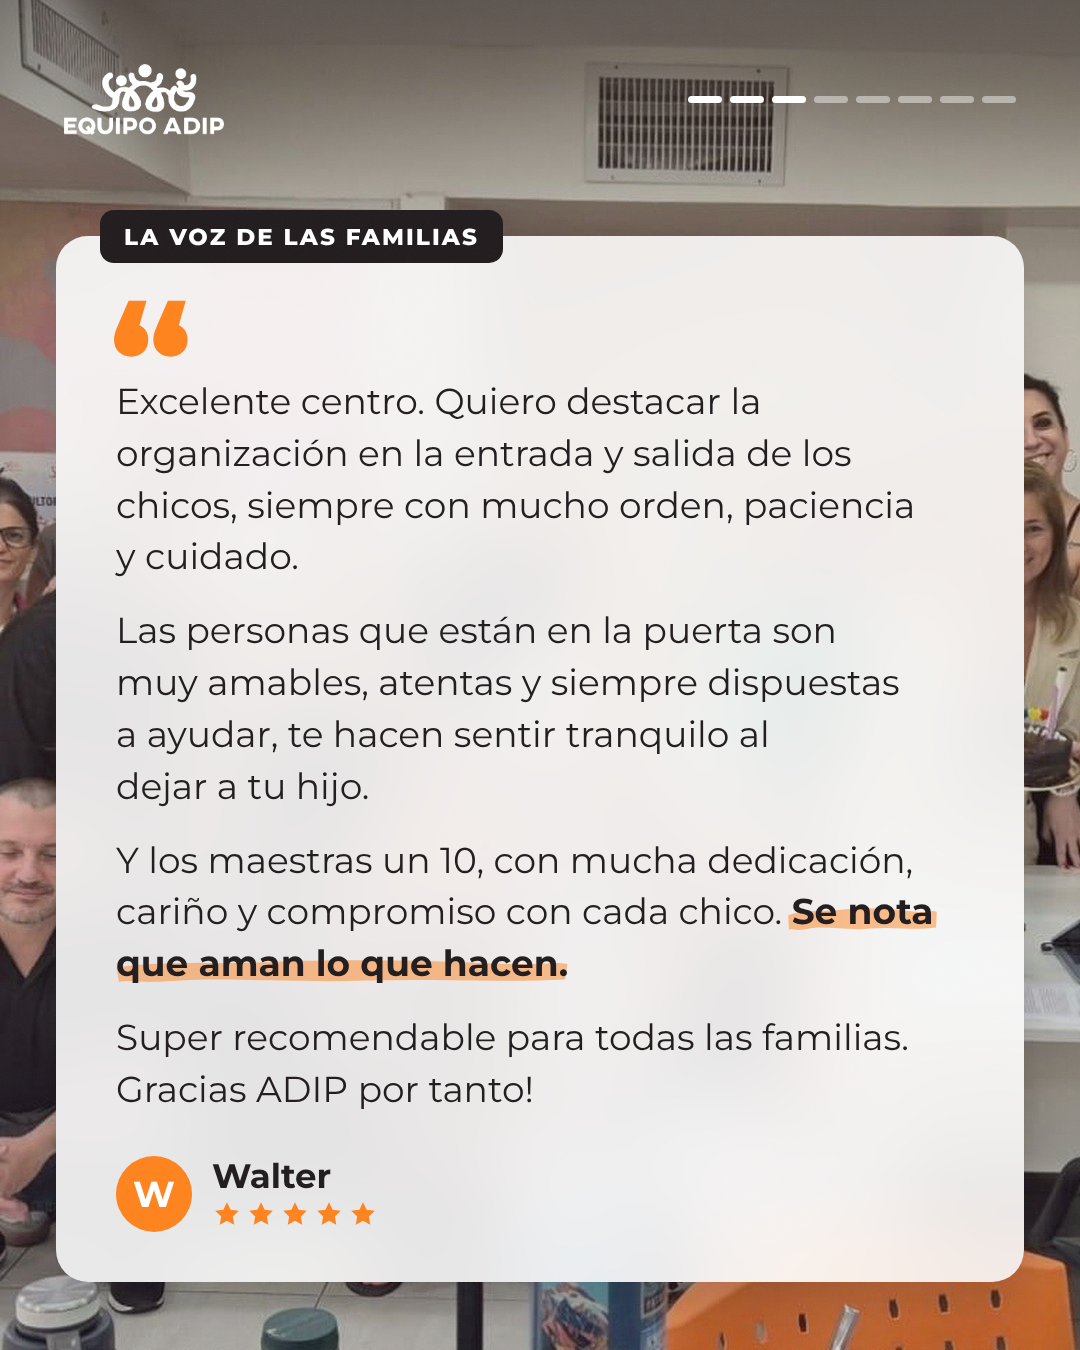 EQUIPO ADIP
LA VOZ DE LAS FAMILIAS
“
Excelente centro. Quiero destacar la
organización en la entrada y salida de los
chicos, siempre con mucho orden, paciencia
y cuidado.
Las personas que están en la puerta son
muy amables, atentas y siempre dispuestas
a ayudar, te hacen sentir tranquilo al
dejar a tu hijo.
Y los maestras un 10, con mucha dedicación,
cariño y compromiso con cada chico. Se nota
que aman lo que hacen.
Super recomendable para todas las familias.
Gracias ADIP por tanto!
W
Walter